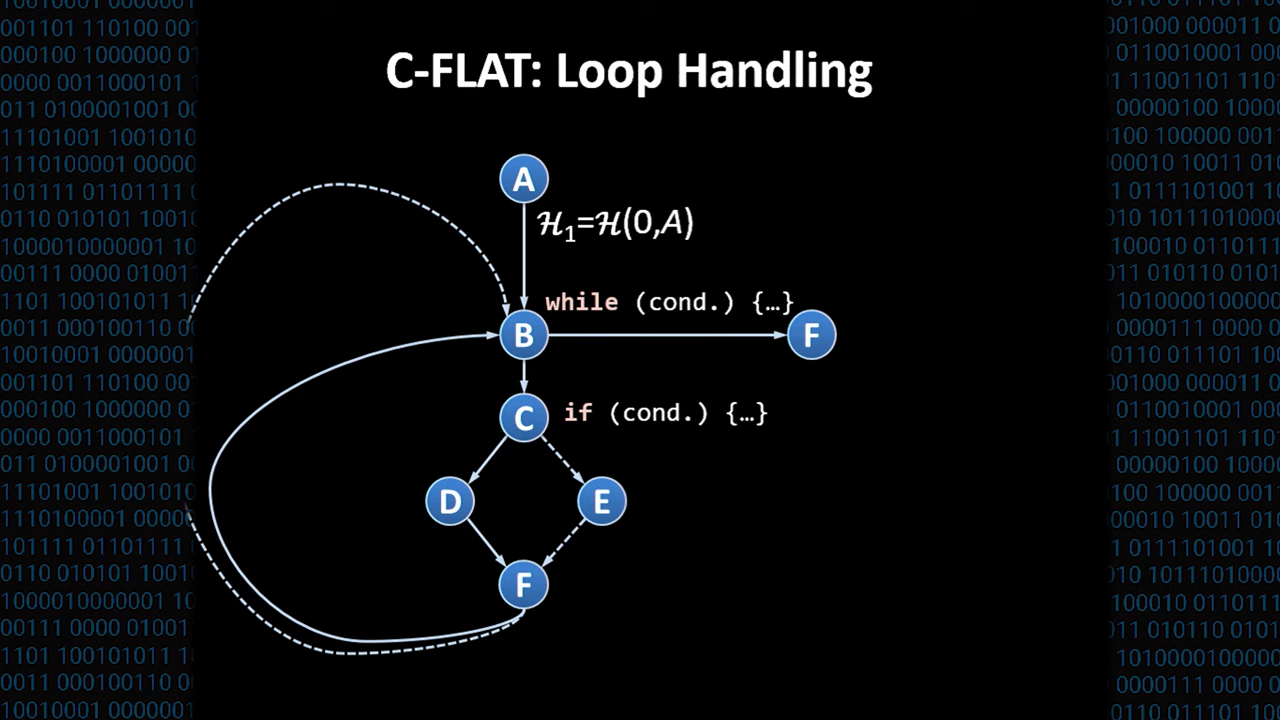 C-FLAT: Loop Handling
A
ℋ₁=ℋ(0,A)
while (cond.) {…}
B
F
C
if (cond.) {…}
D
E
F